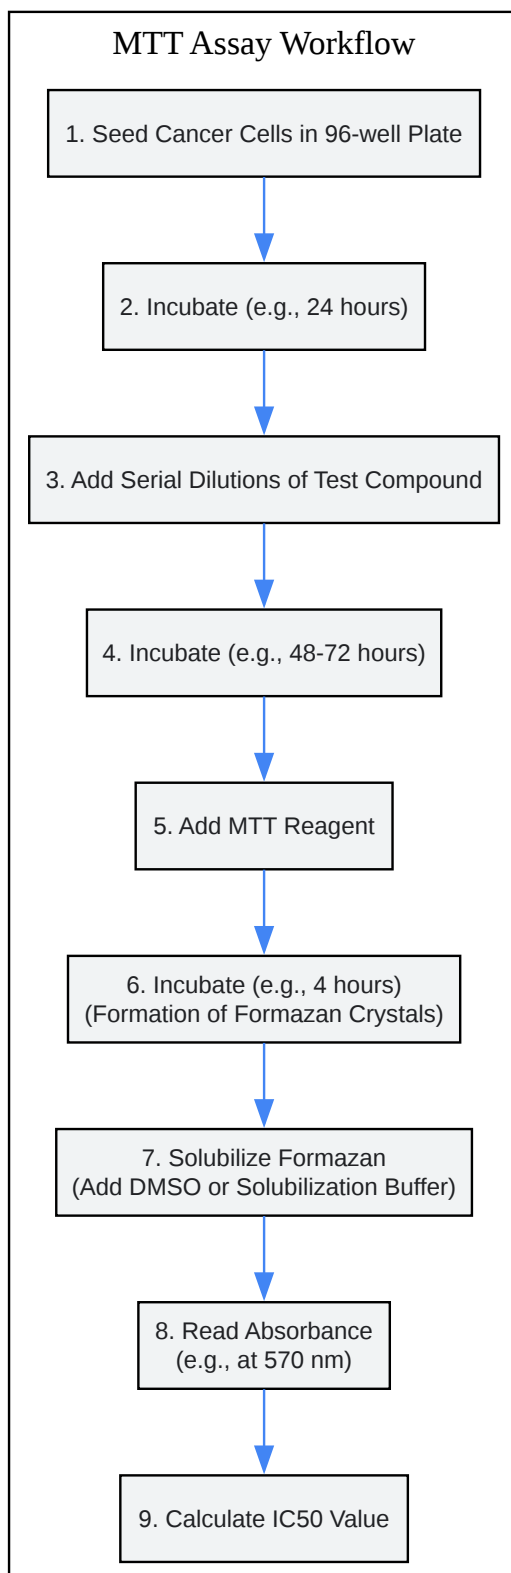 MTT Assay Workflow
1. Seed Cancer Cells in 96-well Plate
2. Incubate (e.g., 24 hours)
3. Add Serial Dilutions of Test Compound
4. Incubate (e.g., 48-72 hours)
5. Add MTT Reagent
6. Incubate (e.g., 4 hours)
(Formation of Formazan Crystals)
7. Solubilize Formazan
(Add DMSO or Solubilization Buffer)
8. Read Absorbance
(e.g., at 570 nm)
9. Calculate IC50 Value